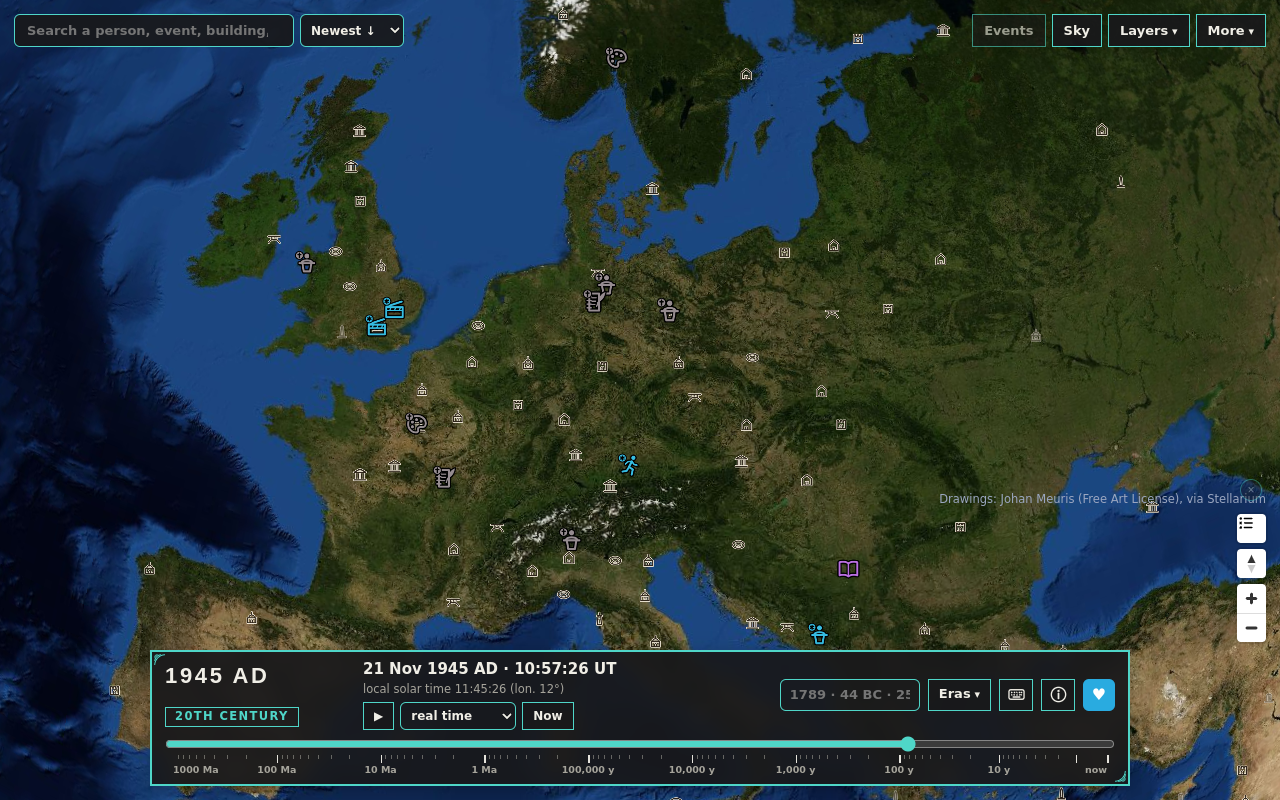 Search a person, event, building,
Newest ↓
Events
Sky
Layers ▾
More ▾
Drawings: Johan Meuris (Free Art License), via Stellarium
1945 AD
20TH CENTURY
21 Nov 1945 AD · 10:57:26 UT
local solar time 11:45:26 (lon. 12°)
▶
real time
Now
1789 · 44 BC · 25
Eras ▾
1000 Ma
100 Ma
10 Ma
1 Ma
100,000 y
10,000 y
1,000 y
100 y
10 y
now